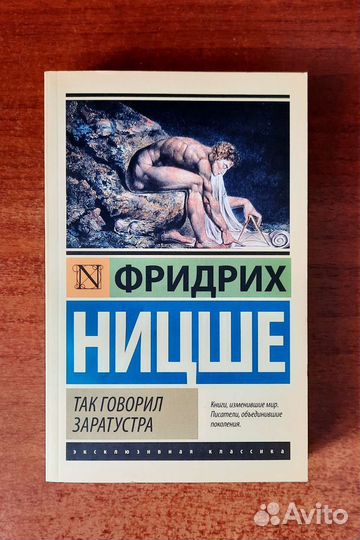 N ФРИДРИХ
НИЦШЕ
ТАК ГОВОРИЛ
ЗАРАТУСТРА
Книги, изменившие мир.
Писатели, объединившие
поколения.
эксклюзивная классика
Avito